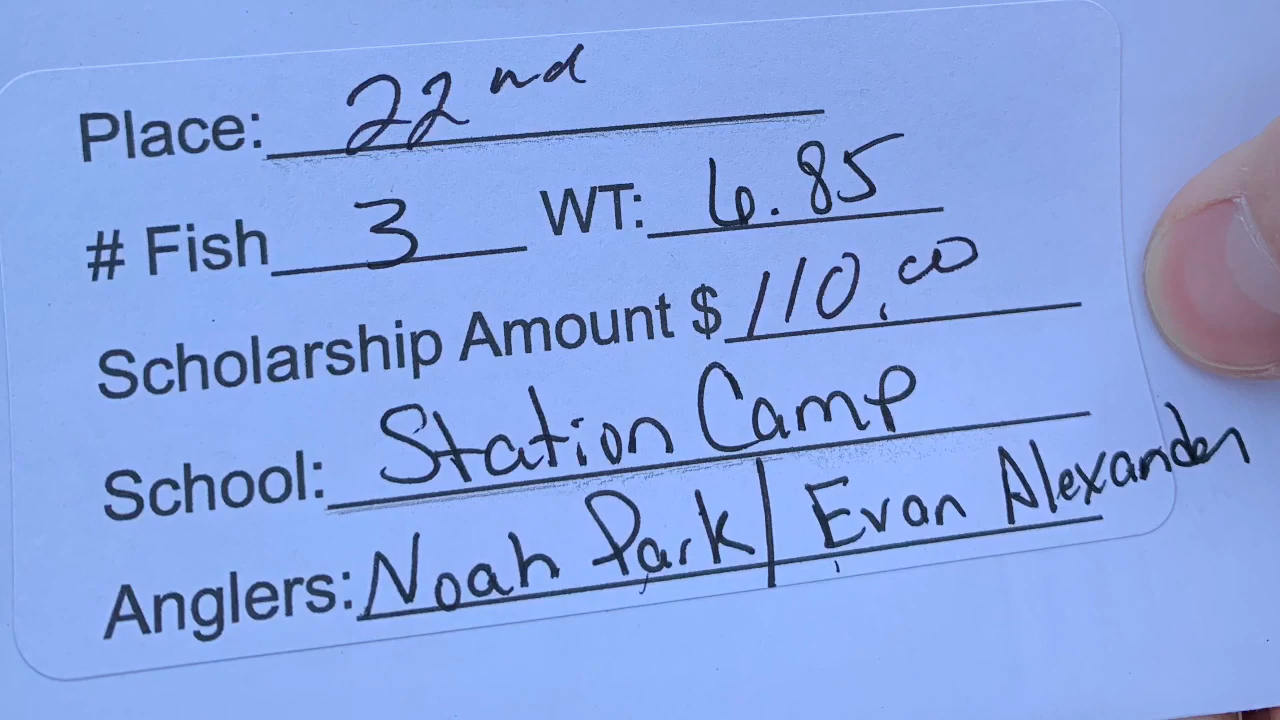 Place: 22nd
# Fish 3 WT: 6.85
Scholarship Amount $ 110.00
School: Station Camp
Anglers: Noah Park / Evan Alexander